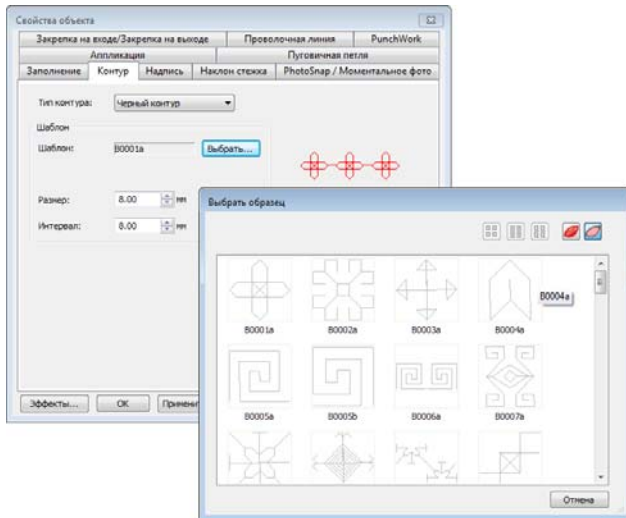 Свойства объекта
Закрепка на входе/Закрепка на выходе Проволочная линия PunchWork
Аппликация Пуговичная петля
Заполнение Контур Надпись Наклон стежка PhotoSnap / Моментальное фото
Тип контура: Черный контур
Шаблон
Шаблон: B0001a Выбрать...
Размер: 8.00 мм
Интервал: 8.00 мм
Эффекты... OK
Выбрать образец
B0004a
B0001a B0002a B0003a B0004a
B0005a B0005b B0006a B0007a
Отмена